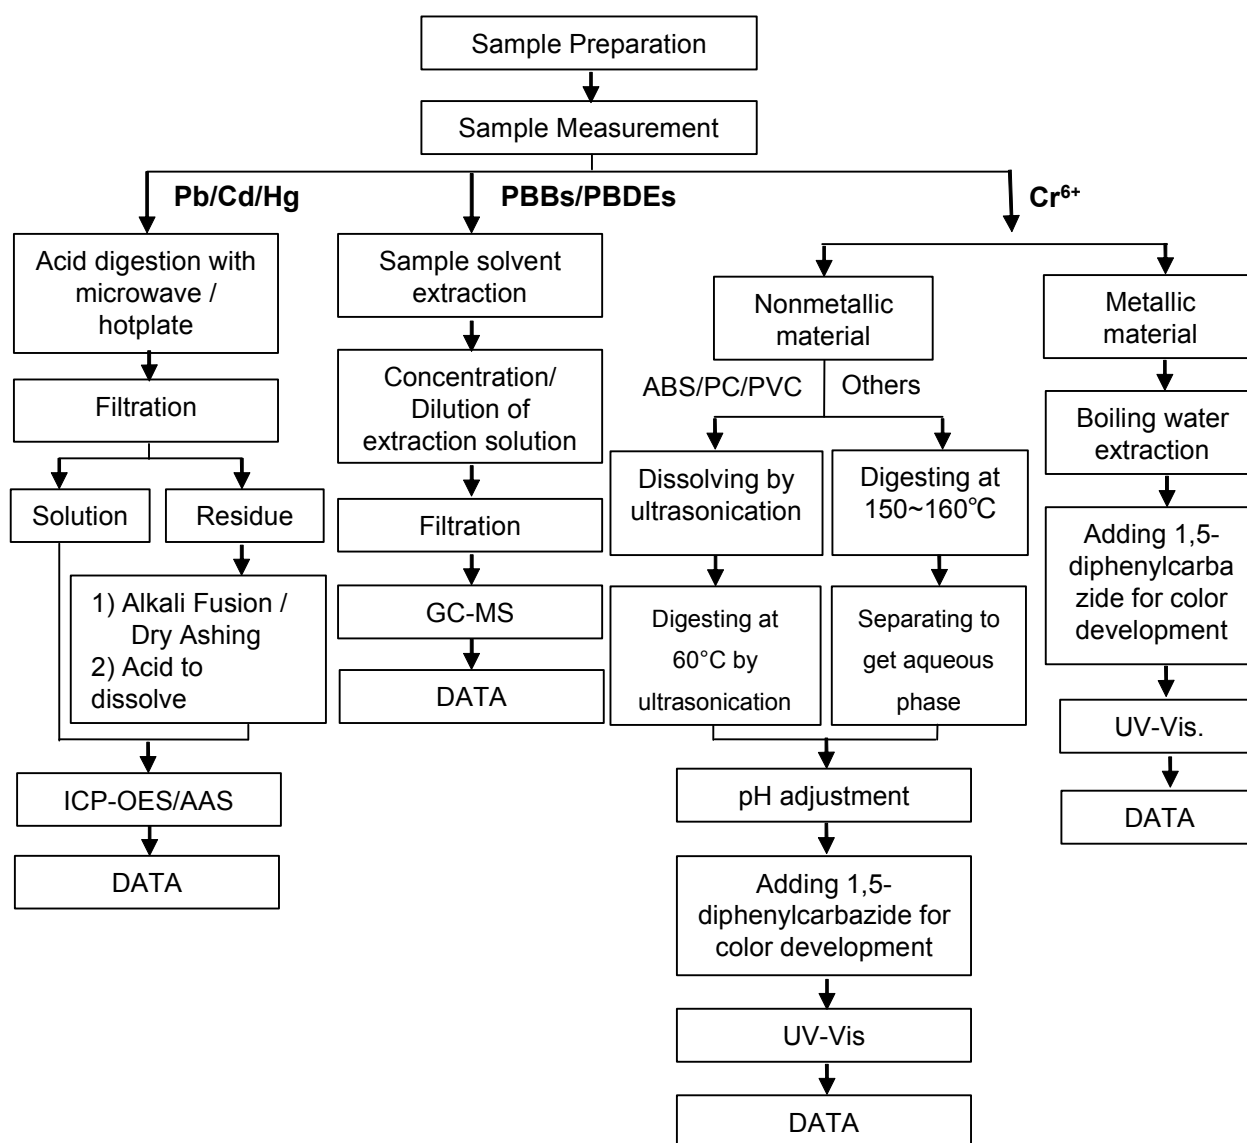 Sample Preparation
Sample Measurement
Pb/Cd/Hg
PBBs/PBDEs
Cr⁶⁺
Acid digestion with
microwave /
hotplate
Filtration
Solution
Residue
1) Alkali Fusion /
Dry Ashing
2) Acid to
dissolve
ICP-OES/AAS
DATA
Sample solvent
extraction
Concentration/
Dilution of
extraction solution
Filtration
GC-MS
DATA
Nonmetallic
material
ABS/PC/PVC
Others
Dissolving by
ultrasonication
Digesting at
60°C by
ultrasonication
Digesting at
150~160℃
Separating to
get aqueous
phase
pH adjustment
Adding 1,5-
diphenylcarbazide for
color development
UV-Vis
DATA
Metallic
material
Boiling water
extraction
Adding 1,5-
diphenylcarba
zide for color
development
UV-Vis.
DATA